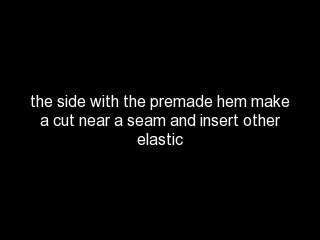 the side with the premade hem make
a cut near a seam and insert other
elastic